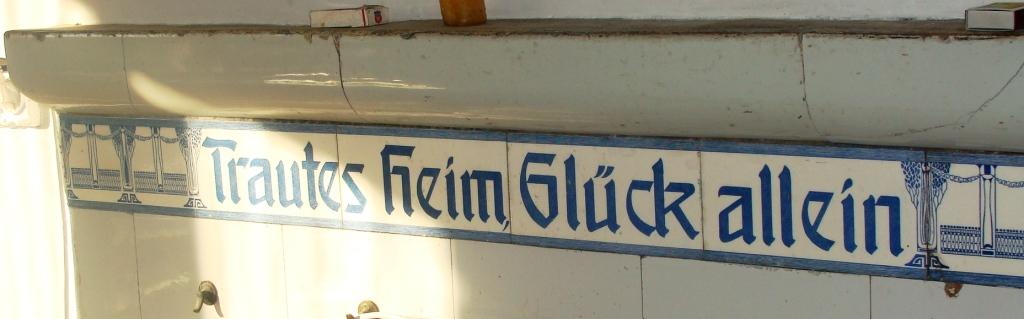 Trautes Heim, Glück allein